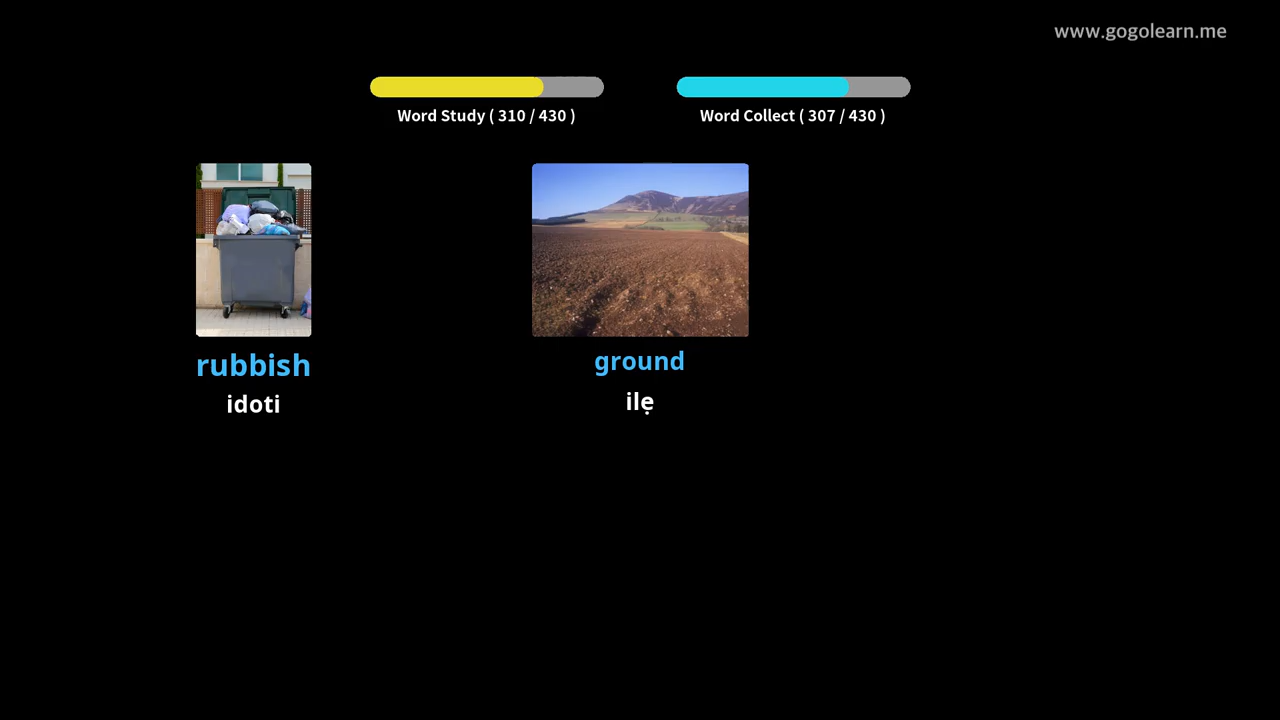 www.gogolearn.me
Word Study ( 310 / 430 )
Word Collect ( 307 / 430 )
rubbish
idoti
ground
ilẹ